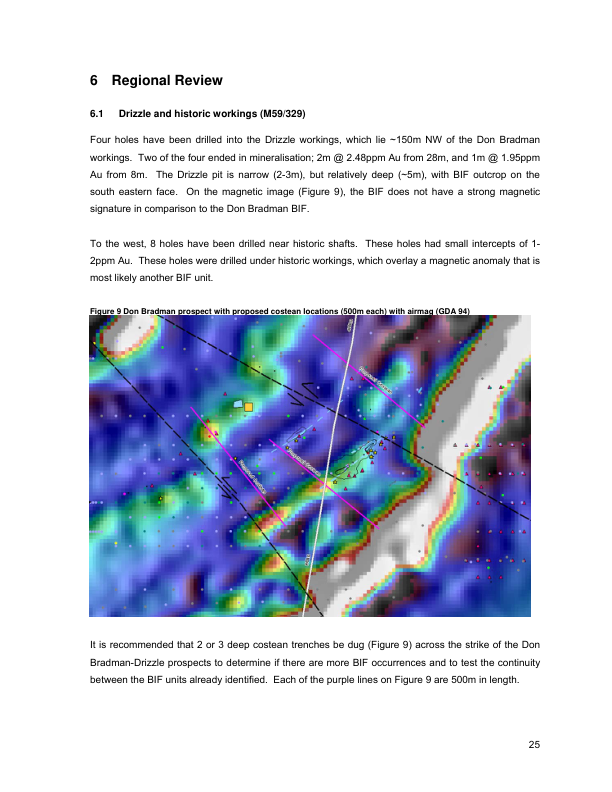 6 Regional Review
6.1 Drizzle and historic workings (M59/329)
Four holes have been drilled into the Drizzle workings, which lie ~150m NW of the Don Bradman
workings. Two of the four ended in mineralisation; 2m @ 2.48ppm Au from 28m, and 1m @ 1.95ppm
Au from 8m. The Drizzle pit is narrow (2-3m), but relatively deep (~5m), with BIF outcrop on the
south eastern face. On the magnetic image (Figure 9), the BIF does not have a strong magnetic
signature in comparison to the Don Bradman BIF.
To the west, 8 holes have been drilled near historic shafts. These holes had small intercepts of 1-
2ppm Au. These holes were drilled under historic workings, which overlay a magnetic anomaly that is
most likely another BIF unit.
Figure 9 Don Bradman prospect with proposed costean locations (500m each) with airmag (GDA 94)
Proposed Costean
Proposed Costean
Proposed Costean
It is recommended that 2 or 3 deep costean trenches be dug (Figure 9) across the strike of the Don
Bradman-Drizzle prospects to determine if there are more BIF occurrences and to test the continuity
between the BIF units already identified. Each of the purple lines on Figure 9 are 500m in length.
25